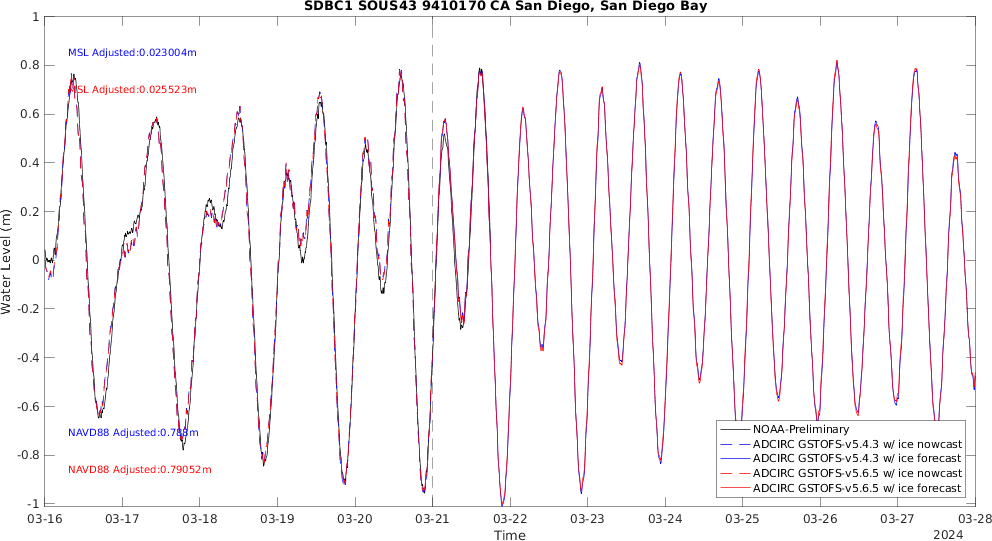 SDBC1 SOUS43 9410170 CA San Diego, San Diego Bay
MSL Adjusted:0.023004m
MSL Adjusted:0.025523m
NAVD88 Adjusted:0.788m
NAVD88 Adjusted:0.79052m
Water Level (m)
1
0.8
0.6
0.4
0.2
0
-0.2
-0.4
-0.6
-0.8
-1
NOAA-Preliminary
ADCIRC GSTOFS-v5.4.3 w/ ice nowcast
ADCIRC GSTOFS-v5.4.3 w/ ice forecast
ADCIRC GSTOFS-v5.6.5 w/ ice nowcast
ADCIRC GSTOFS-v5.6.5 w/ ice forecast
03-16 03-17 03-18 03-19 03-20 03-21 03-22 03-23 03-24 03-25 03-26 03-27 03-28
Time
2024